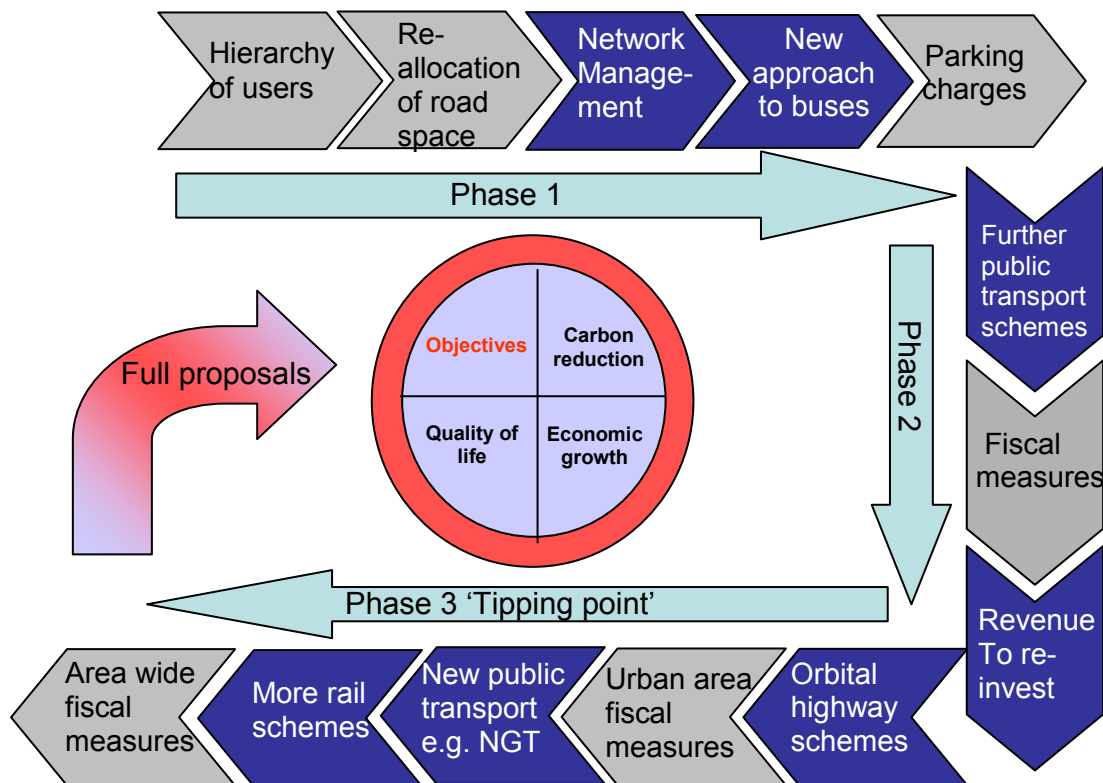 Hierarchy
of users
Re-
allocation
of road
space
Network
Manage-
ment
New
approach
to buses
Parking
charges
Phase 1
Further
public
transport
schemes
Phase 2
Fiscal
measures
Revenue
To re-
invest
Full proposals
Objectives
Carbon
reduction
Quality of
life
Economic
growth
Phase 3 ‘Tipping point’
Area wide
fiscal
measures
More rail
schemes
New public
transport
e.g. NGT
Urban area
fiscal
measures
Orbital
highway
schemes